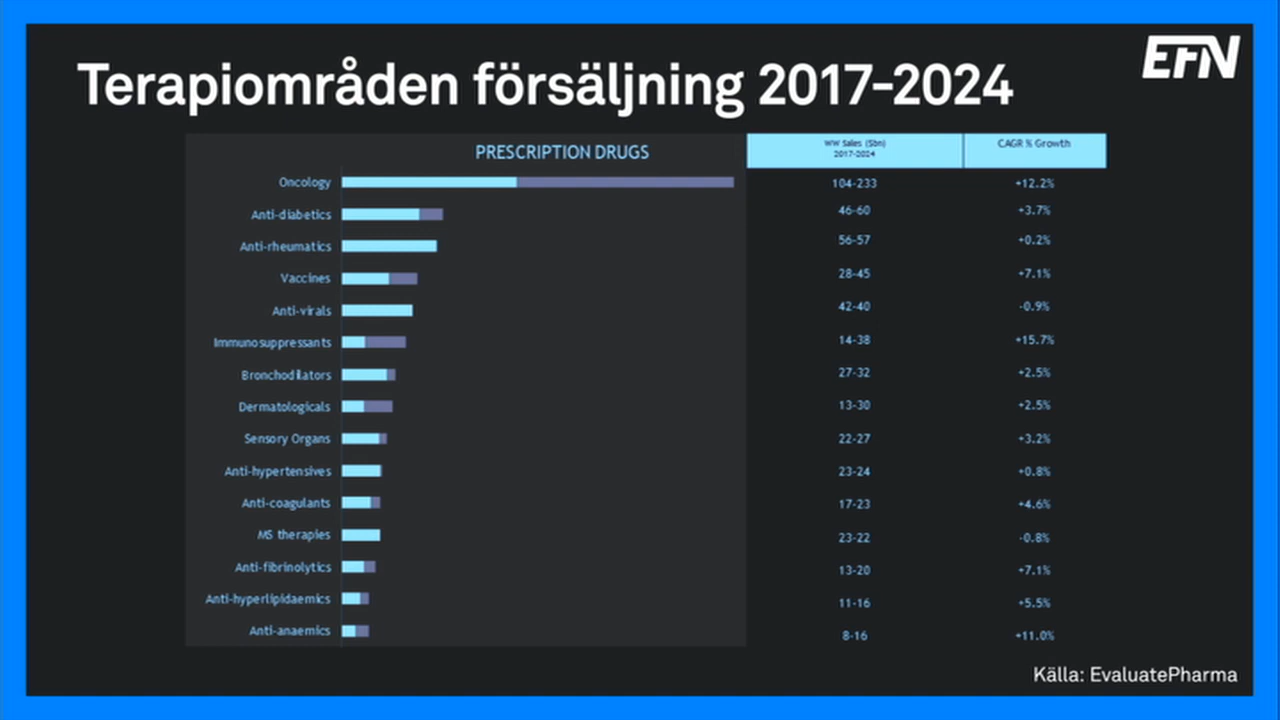 EFN
Terapiområden försäljning 2017-2024
PRESCRIPTION DRUGS
WW Sales ($bn)
2017-2024
CAGR % Growth
Oncology 104-233 +12.2%
Anti-diabetics 46-60 +3.7%
Anti-rheumatics 56-57 +0.2%
Vaccines 28-45 +7.1%
Anti-virals 42-40 -0.9%
Immunosuppressants 14-38 +15.7%
Bronchodilators 27-32 +2.5%
Dermatologicals 13-30 +2.5%
Sensory Organs 22-27 +3.2%
Anti-hypertensives 23-24 +0.8%
Anti-coagulants 17-23 +4.6%
MS therapies 23-22 -0.8%
Anti-fibrinolytics 13-20 +7.1%
Anti-hyperlipidaemics 11-16 +5.5%
Anti-anaemics 8-16 +11.0%
Källa: EvaluatePharma